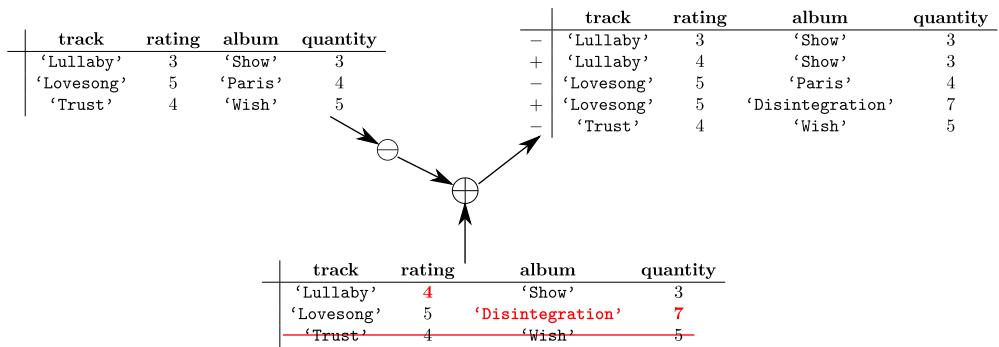 track rating album quantity
‘Lullaby’ 3 ‘Show’ 3
‘Lovesong’ 5 ‘Paris’ 4
‘Trust’ 4 ‘Wish’ 5
track rating album quantity
− ‘Lullaby’ 3 ‘Show’ 3
+ ‘Lullaby’ 4 ‘Show’ 3
− ‘Lovesong’ 5 ‘Paris’ 4
+ ‘Lovesong’ 5 ‘Disintegration’ 7
− ‘Trust’ 4 ‘Wish’ 5
⊖
⊕
track rating album quantity
‘Lullaby’ 4 ‘Show’ 3
‘Lovesong’ 5 ‘Disintegration’ 7
‘Trust’ 4 ‘Wish’ 5